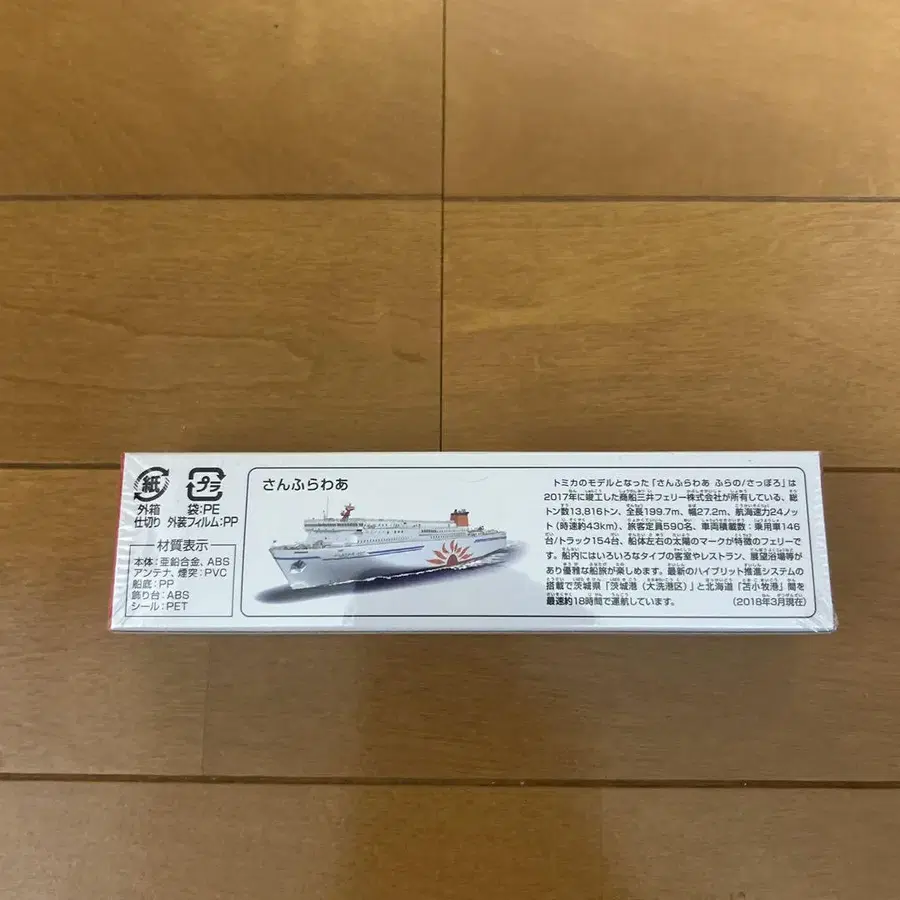 紙
プラ
外箱
仕切り
袋:PE
外装フィルム:PP
材質表示
本体:亜鉛合金、ABS
アンテナ、煙突:PVC
船底:PP
飾り台:ABS
シール:PET
さんふらわあ
トミカのモデルとなった「さんふらわあ ふらの/さっぽろ」は
2017年に竣工した商船三井フェリー株式会社が所有している、総
トン数13,816トン、全長199.7m、幅27.2m、航海速力24ノッ
ト(時速約43km)、旅客定員590名、車両積載数:乗用車146
台/トラック154台、船体左右の太陽のマークが特徴のフェリーで
す。船内にはいろいろなタイプの客室やレストラン、展望浴場等が
あり優雅な船旅が楽しめます。最新のハイブリット推進システムの
搭載で茨城県「茨城港(大洗港区)」と北海道「苫小牧港」間を
最速約18時間で運航しています。
(2018年3月現在)